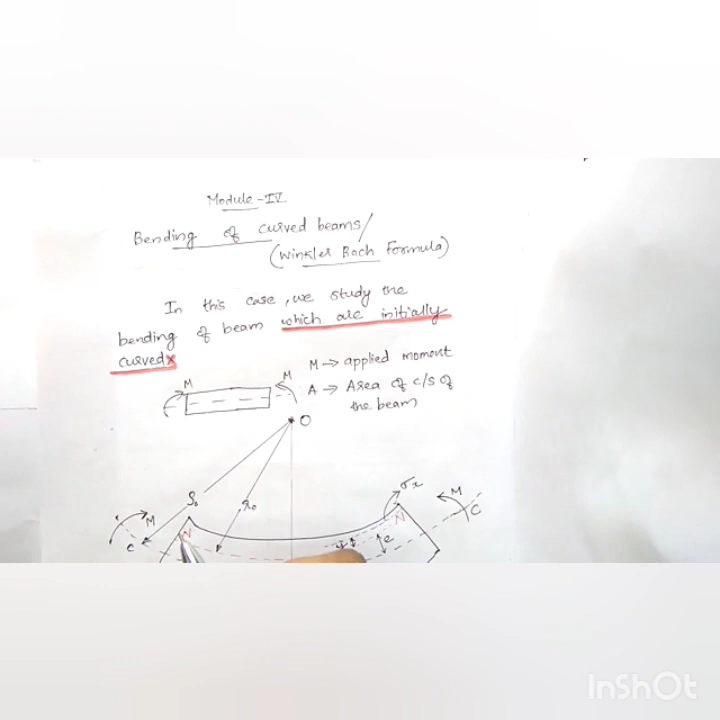 Module-IV
Bending of curved beams/
(Winkler Bach Formula)
In this case, we study the
bending of beam which are initially
curved
M → applied moment
A → Area of c/s of
the beam
M M
O
ρ₀
r₀
σx
M C
M
C
N N
y e
InShOt